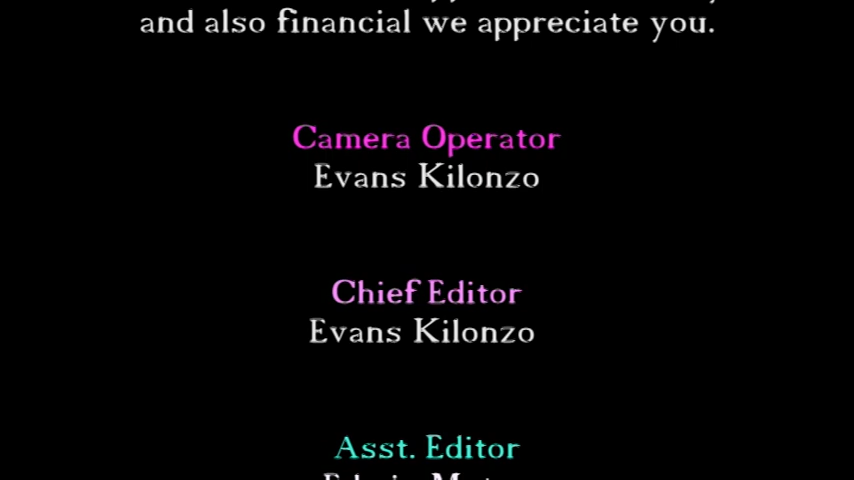 and also financial we appreciate you.
Camera Operator
Evans Kilonzo
Chief Editor
Evans Kilonzo
Asst. Editor